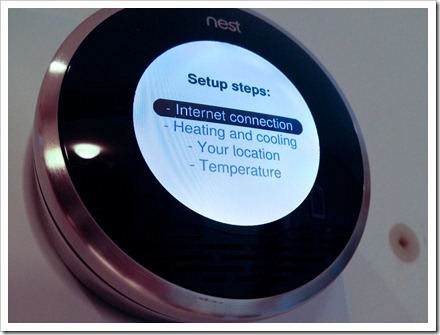 nest
Setup steps:
- Internet connection
- Heating and cooling
- Your location
- Temperature